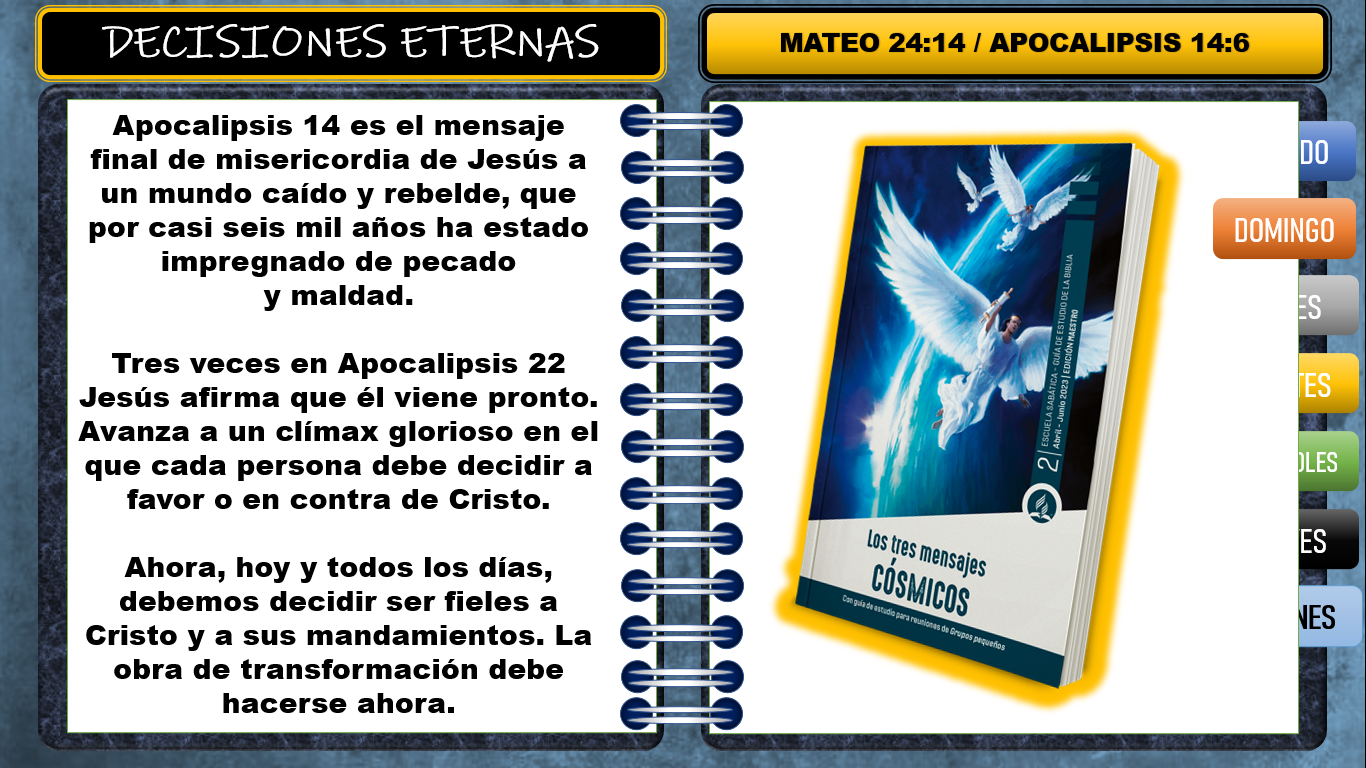 DECISIONES ETERNAS
MATEO 24:14 / APOCALIPSIS 14:6
Apocalipsis 14 es el mensaje
final de misericordia de Jesús a
un mundo caído y rebelde, que
por casi seis mil años ha estado
impregnado de pecado
y maldad.
Tres veces en Apocalipsis 22
Jesús afirma que él viene pronto.
Avanza a un clímax glorioso en el
que cada persona debe decidir a
favor o en contra de Cristo.
Ahora, hoy y todos los días,
debemos decidir ser fieles a
Cristo y a sus mandamientos. La
obra de transformación debe
hacerse ahora.
2 | ESCUELA SABÁTICA - GUÍA DE ESTUDIO DE LA BIBLIA
Abril - Junio 2023 | EDICIÓN MAESTRO
Los tres mensajes
CÓSMICOS
Con guía de estudio para reuniones de Grupos pequeños
DO
DOMINGO
ES
TES
OLES
ES
NES